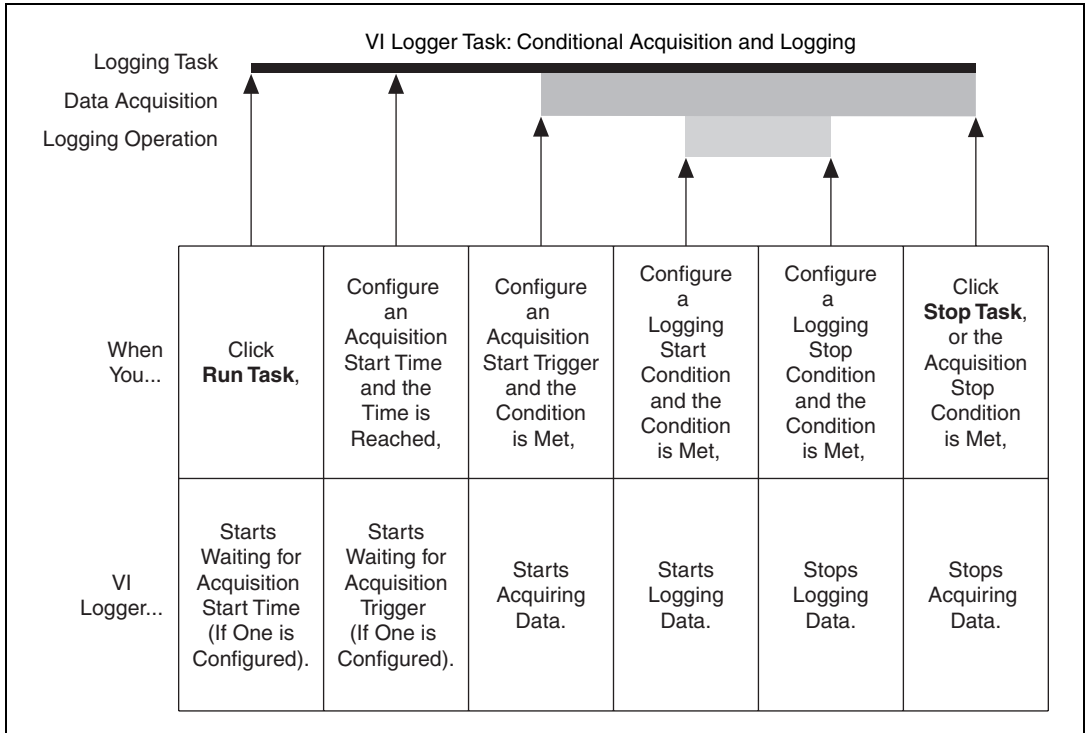 VI Logger Task: Conditional Acquisition and Logging
Logging Task
Data Acquisition
Logging Operation
When
You...
Click
Run Task,
Configure
an
Acquisition
Start Time
and the
Time is
Reached,
Configure
an
Acquisition
Start Trigger
and the
Condition
is Met,
Configure
a
Logging
Start
Condition
and the
Condition
is Met,
Configure
a
Logging
Stop
Condition
and the
Condition
is Met,
Click
Stop Task,
or the
Acquisition
Stop
Condition
is Met,
VI
Logger...
Starts
Waiting for
Acquisition
Start Time
(If One is
Configured).
Starts
Waiting for
Acquisition
Trigger
(If One is
Configured).
Starts
Acquiring
Data.
Starts
Logging
Data.
Stops
Logging
Data.
Stops
Acquiring
Data.